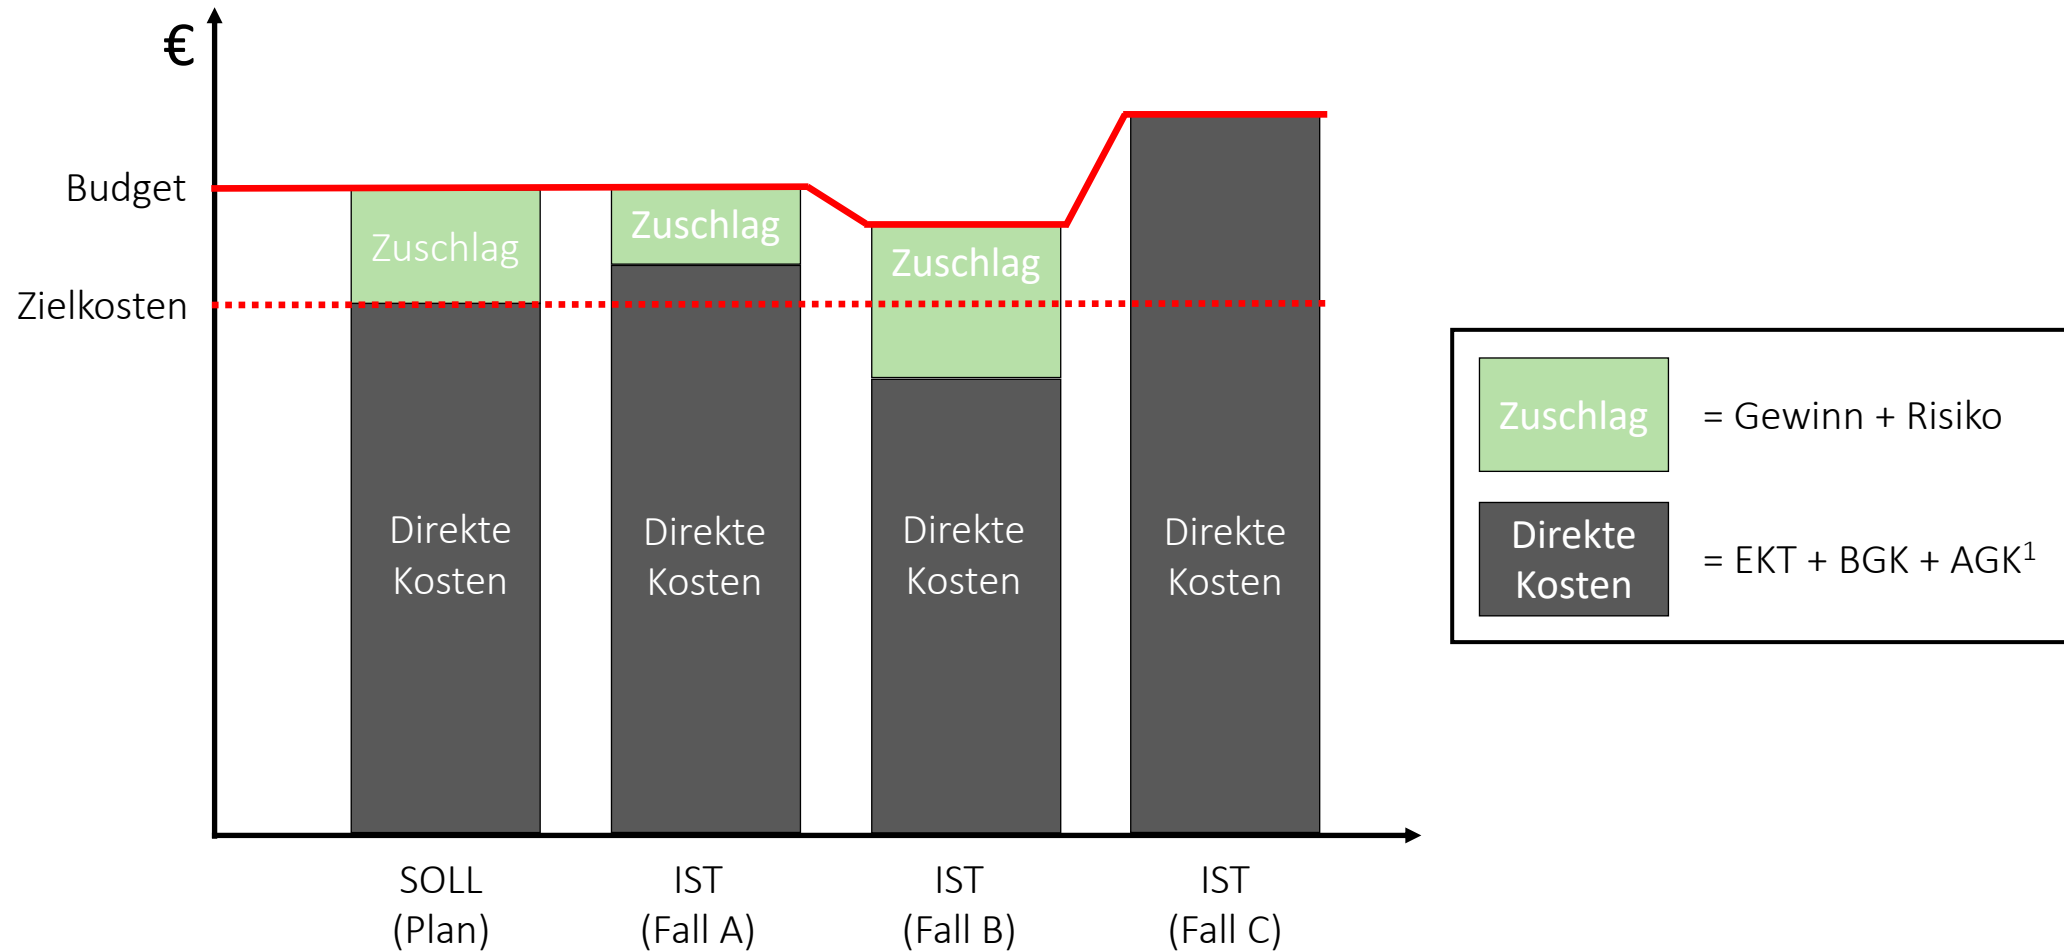 €
Budget
Zielkosten
Zuschlag
Zuschlag
Zuschlag
Direkte
Kosten
Direkte
Kosten
Direkte
Kosten
Direkte
Kosten
SOLL
(Plan)
IST
(Fall A)
IST
(Fall B)
IST
(Fall C)
Zuschlag = Gewinn + Risiko
Direkte
Kosten
= EKT + BGK + AGK¹